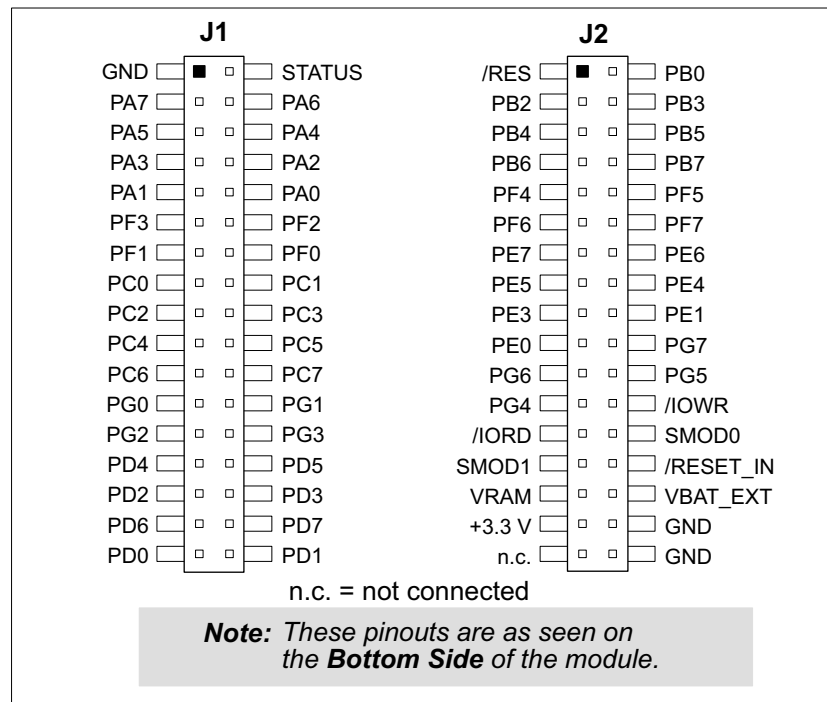 J1 J2
GND STATUS /RES PB0
PA7 PA6 PB2 PB3
PA5 PA4 PB4 PB5
PA3 PA2 PB6 PB7
PA1 PA0 PF4 PF5
PF3 PF2 PF6 PF7
PF1 PF0 PE7 PE6
PC0 PC1 PE5 PE4
PC2 PC3 PE3 PE1
PC4 PC5 PE0 PG7
PC6 PC7 PG6 PG5
PG0 PG1 PG4 /IOWR
PG2 PG3 /IORD SMOD0
PD4 PD5 SMOD1 /RESET_IN
PD2 PD3 VRAM VBAT_EXT
PD6 PD7 +3.3 V GND
PD0 PD1 n.c. GND
n.c. = not connected
Note: These pinouts are as seen on
the Bottom Side of the module.